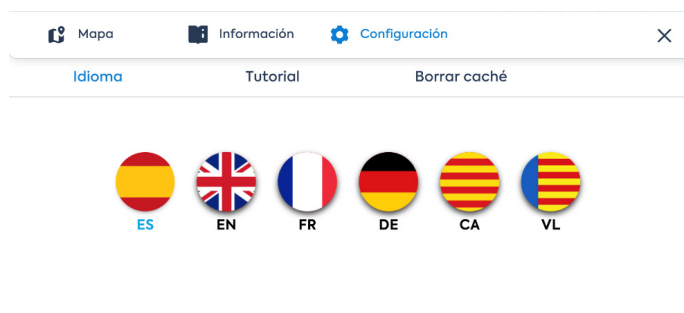 Mapa Información Configuración
Idioma Tutorial Borrar caché
ES EN FR DE CA VL